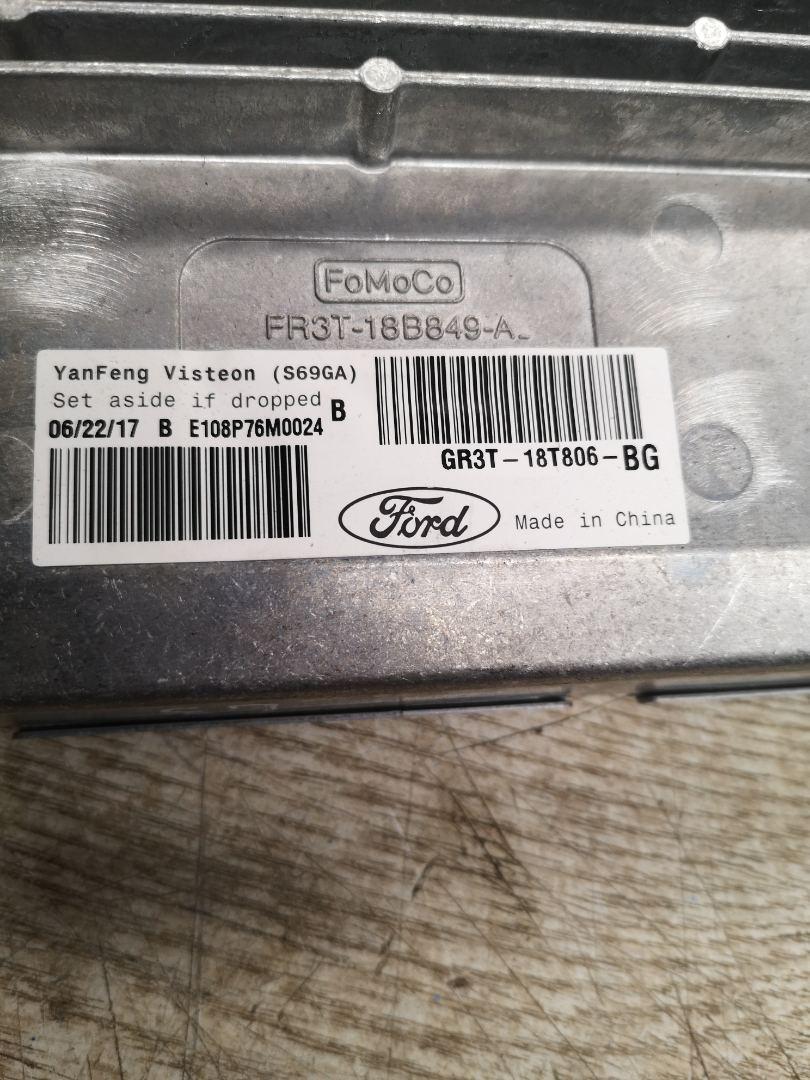 FoMoCo
FR3T-18B849-A
YanFeng Visteon (S69GA)
Set aside if dropped B
06/22/17 B E108P76M0024
GR3T-18T806-BG
Ford
Made in China